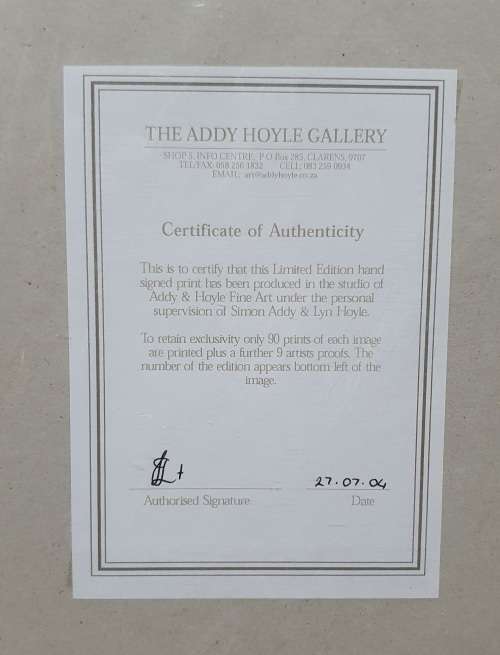 THE ADDY HOYLE GALLERY
SHOP 5, INFO CENTRE, P O Box 285, CLARENS, 9707
TEL/FAX: 058 256 1832 CELL: 083 259 0934
EMAIL: art@addyhoyle.co.za
Certificate of Authenticity
This is to certify that this Limited Edition hand
signed print has been produced in the studio of
Addy & Hoyle Fine Art under the personal
supervision of Simon Addy & Lyn Hoyle.
To retain exclusivity only 90 prints of each image
are printed plus a further 9 artists proofs. The
number of the edition appears bottom left of the
image.
27.07.04
Authorised Signature Date